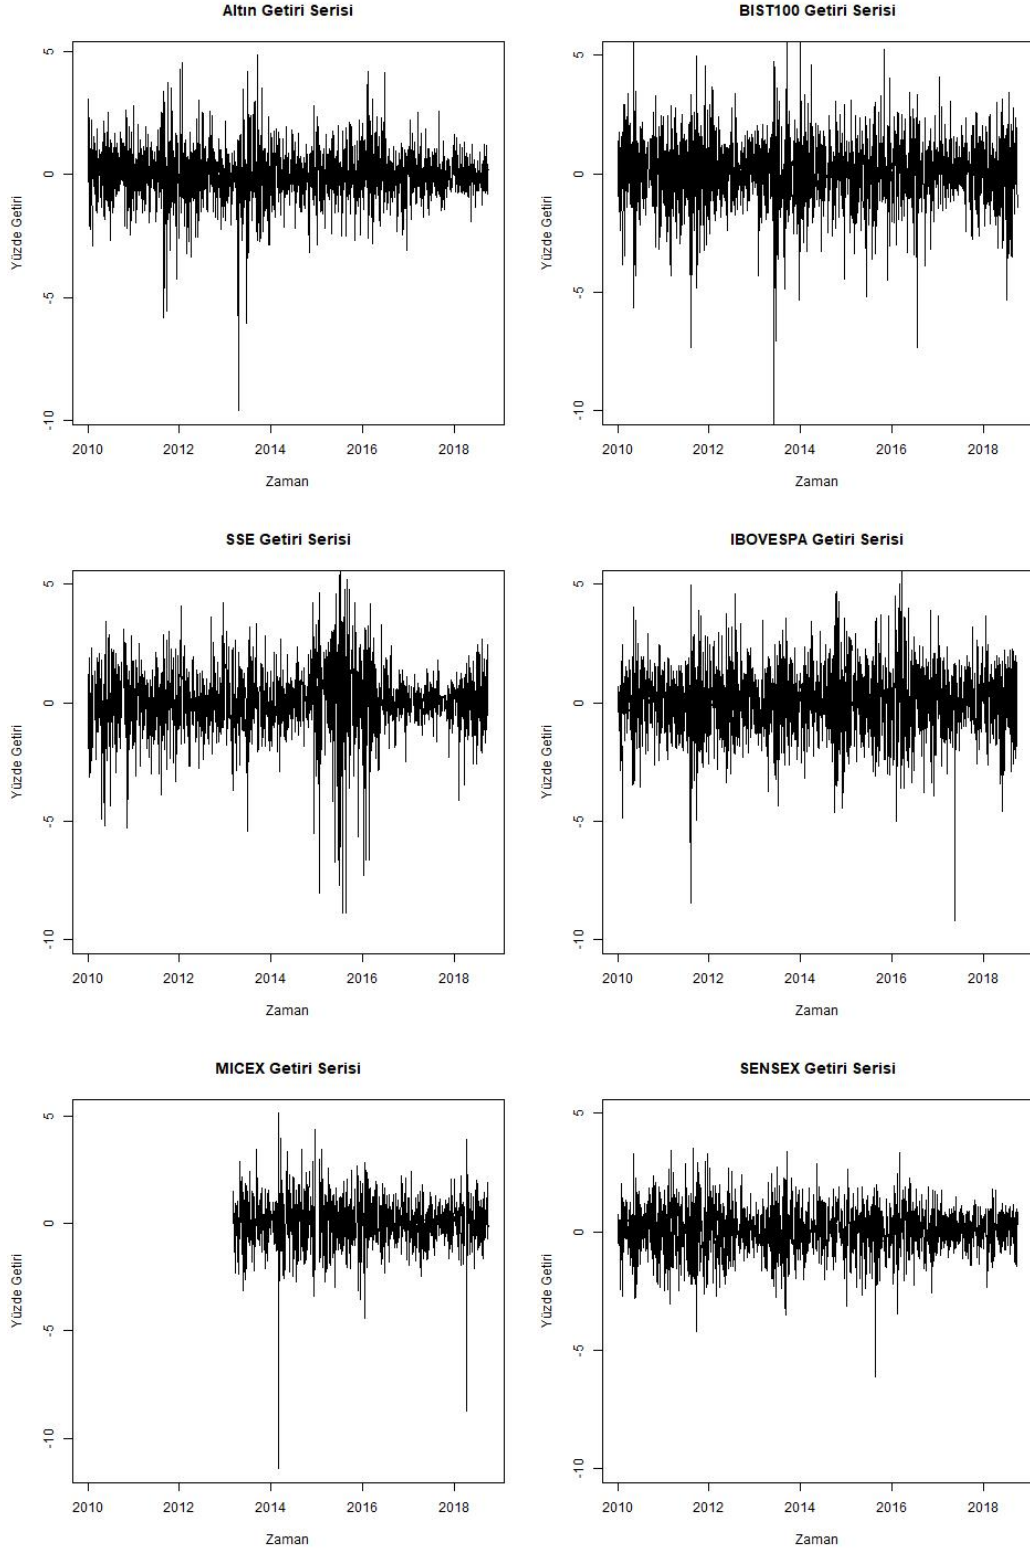 Altın Getiri Serisi
Yüzde Getiri
5
0
-5
-10
2010 2012 2014 2016 2018
Zaman
BIST100 Getiri Serisi
Yüzde Getiri
5
0
-5
-10
2010 2012 2014 2016 2018
Zaman
SSE Getiri Serisi
Yüzde Getiri
5
0
-5
-10
2010 2012 2014 2016 2018
Zaman
IBOVESPA Getiri Serisi
Yüzde Getiri
5
0
-5
-10
2010 2012 2014 2016 2018
Zaman
MICEX Getiri Serisi
Yüzde Getiri
5
0
-5
-10
2010 2012 2014 2016 2018
Zaman
SENSEX Getiri Serisi
Yüzde Getiri
5
0
-5
-10
2010 2012 2014 2016 2018
Zaman